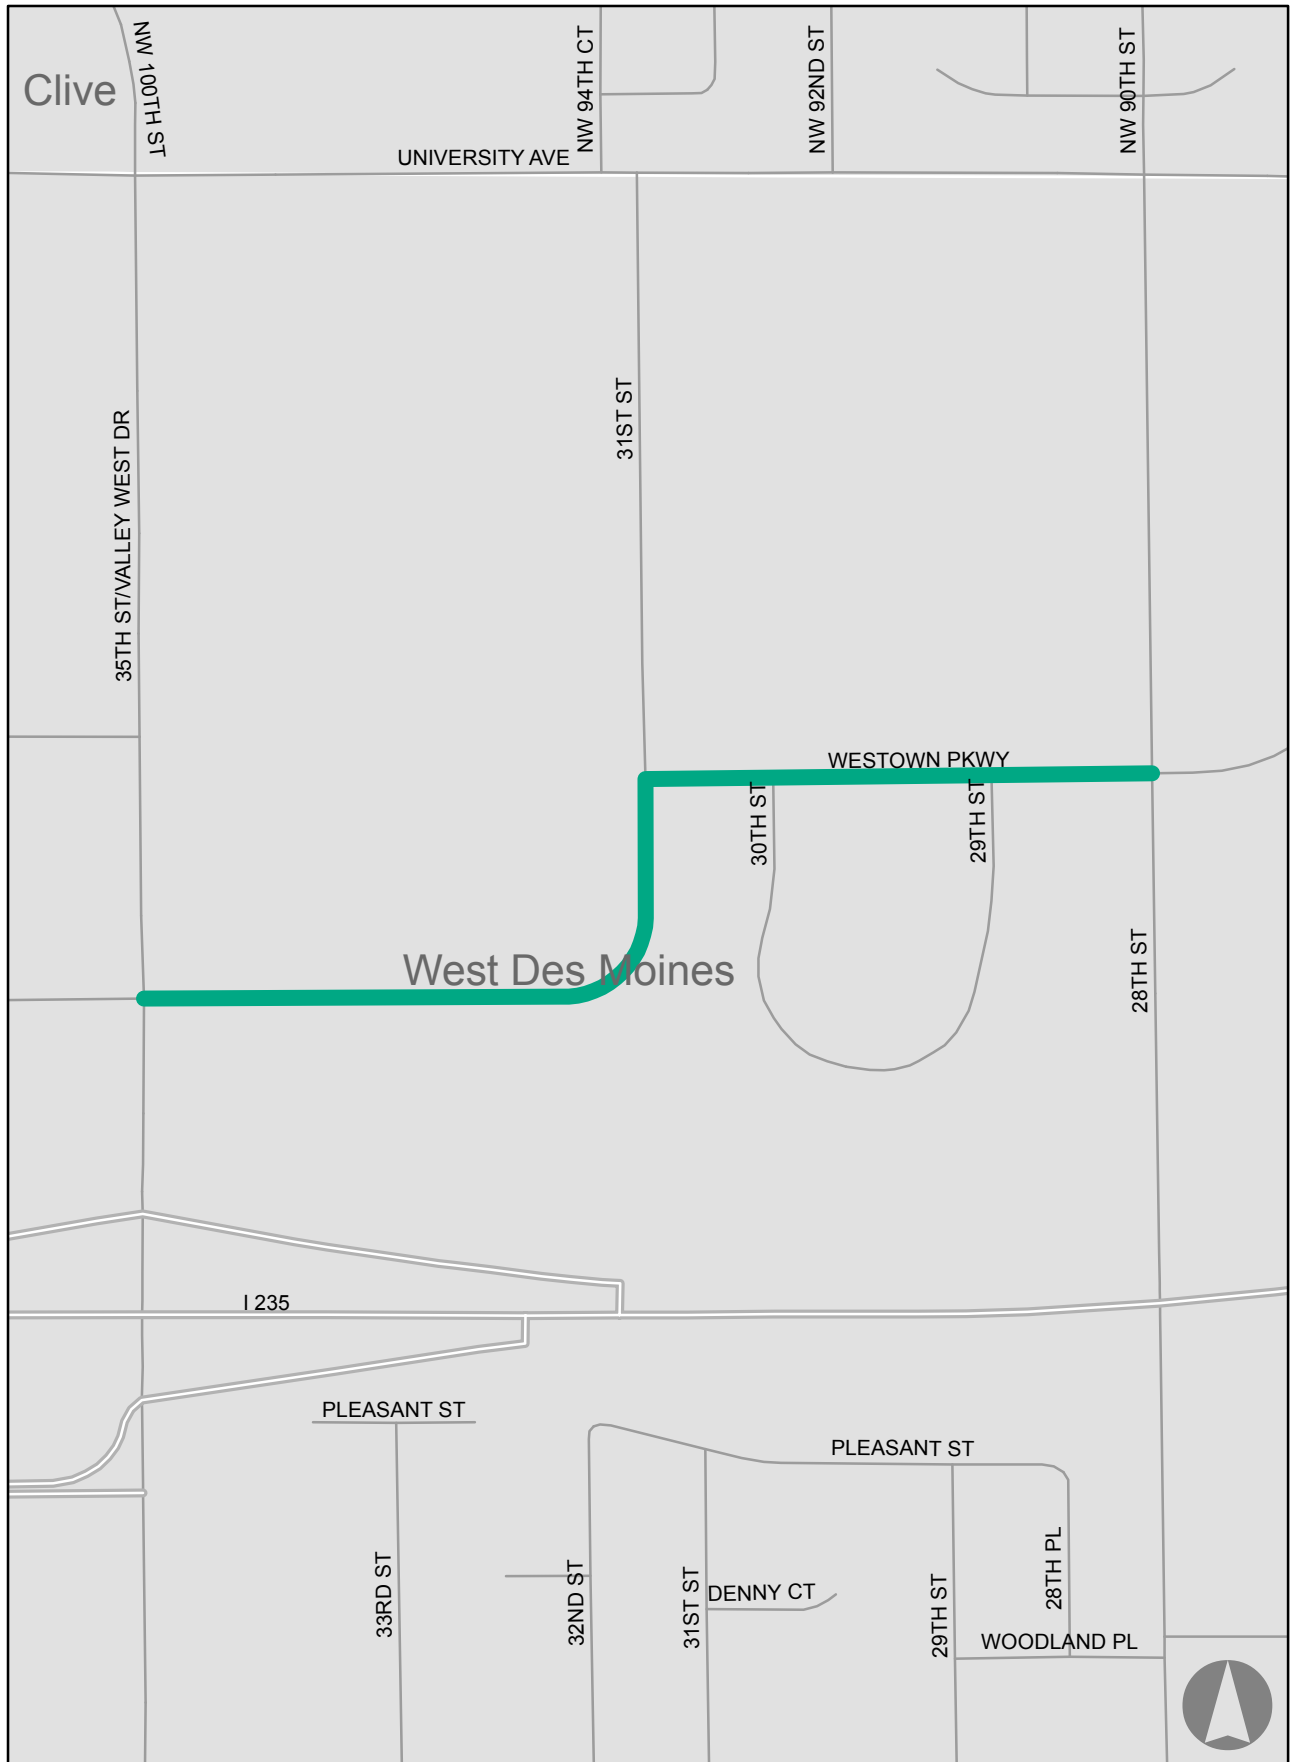 NW 100TH ST
Clive
NW 94TH CT
NW 92ND ST
NW 90TH ST
UNIVERSITY AVE
31ST ST
35TH ST/VALLEY WEST DR
WESTOWN PKWY
30TH ST
29TH ST
West Des Moines
28TH ST
I 235
PLEASANT ST
PLEASANT ST
33RD ST
32ND ST
31ST ST
DENNY CT
29TH ST
28TH PL
WOODLAND PL